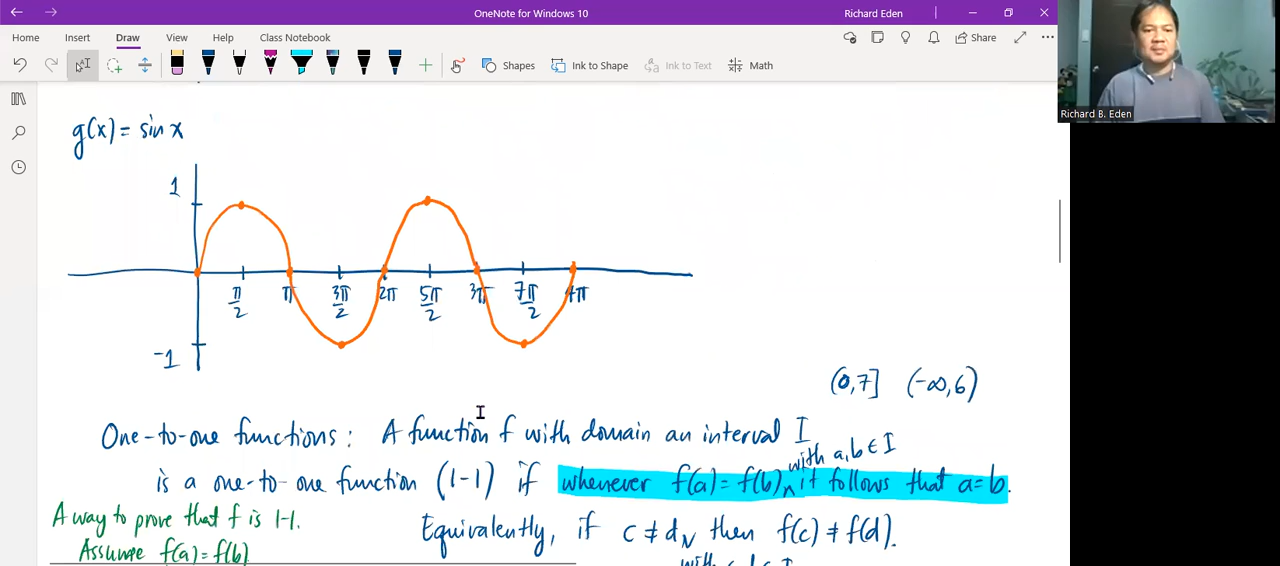 OneNote for Windows 10
Richard Eden
Home Insert Draw View Help Class Notebook
Share
Shapes Ink to Shape Ink to Text Math
Richard B. Eden
g(x) = sin x
1
π/2 π 3π/2 2π 5π/2 3π 7π/2 4π
-1
(0,7] (-∞,6)
One-to-one functions: A function f with domain an interval I
with a,b ∈ I
is a one-to-one function (1-1) if whenever f(a) = f(b)^ it follows that a=b.
A way to prove that f is 1-1.
Equivalently, if c ≠ d, then f(c) ≠ f(d).
Assume f(a) = f(b)